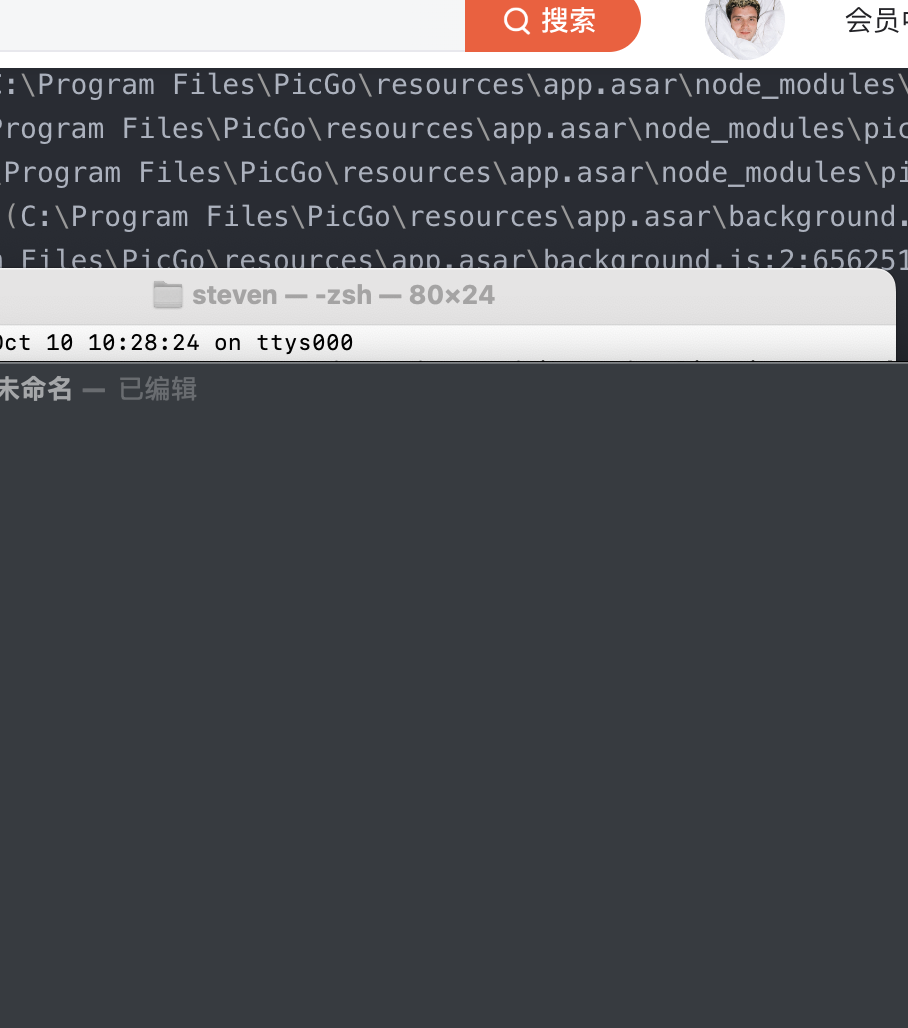 搜索
会员中
C:\Program Files\PicGo\resources\app.asar\node_modules\
Program Files\PicGo\resources\app.asar\node_modules\pic
\Program Files\PicGo\resources\app.asar\node_modules\pi
(C:\Program Files\PicGo\resources\app.asar\background.
m Files\PicGo\resources\app.asar\background.js:2:656251
steven — -zsh — 80×24
Oct 10 10:28:24 on ttys000
未命名 — 已编辑